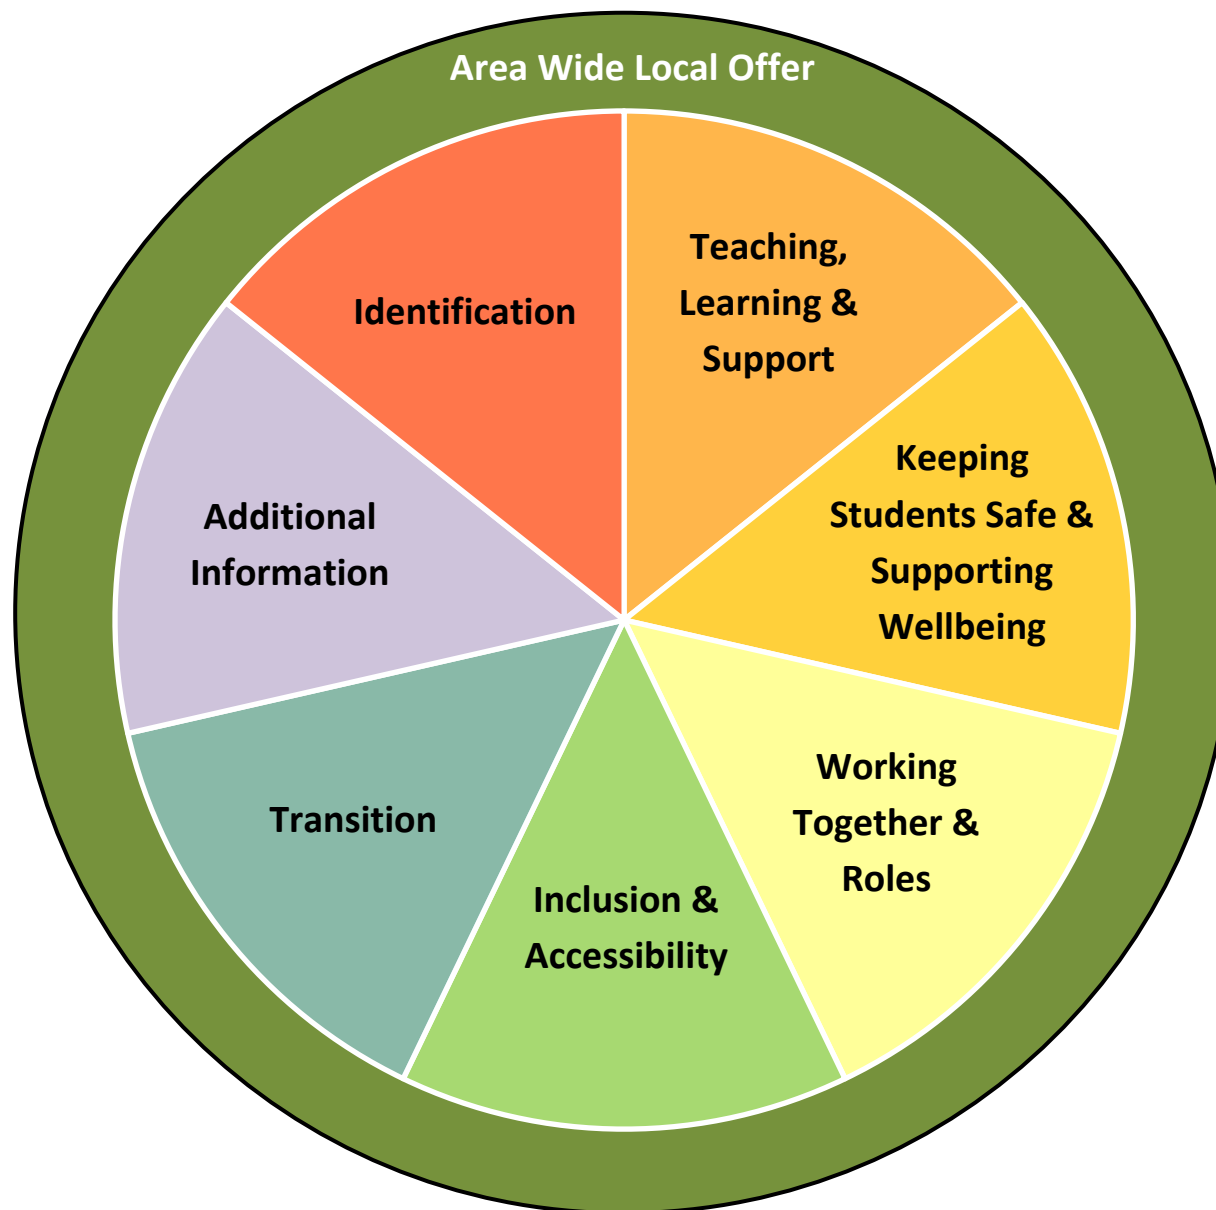 Area Wide Local Offer
Identification
Teaching,
Learning &
Support
Keeping
Students Safe &
Supporting
Wellbeing
Working
Together &
Roles
Inclusion &
Accessibility
Transition
Additional
Information